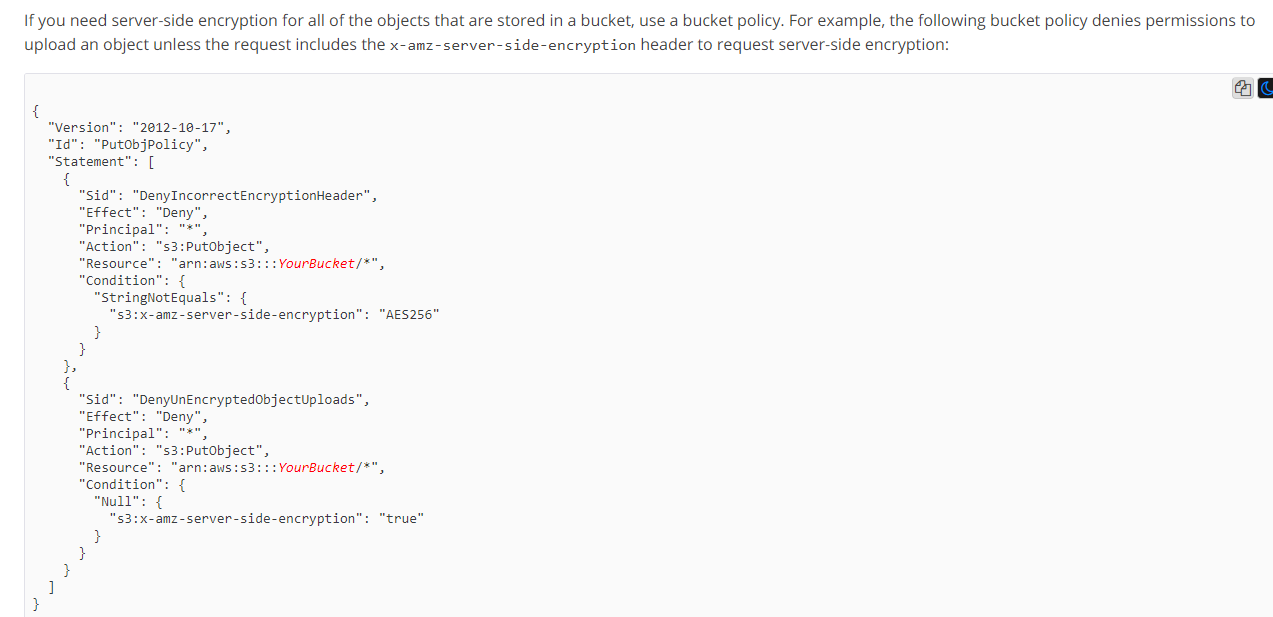 If you need server-side encryption for all of the objects that are stored in a bucket, use a bucket policy. For example, the following bucket policy denies permissions to
upload an object unless the request includes the x-amz-server-side-encryption header to request server-side encryption:
{
  "Version": "2012-10-17",
  "Id": "PutObjPolicy",
  "Statement": [
    {
      "Sid": "DenyIncorrectEncryptionHeader",
      "Effect": "Deny",
      "Principal": "*",
      "Action": "s3:PutObject",
      "Resource": "arn:aws:s3:::YourBucket/*",
      "Condition": {
        "StringNotEquals": {
          "s3:x-amz-server-side-encryption": "AES256"
        }
      }
    },
    {
      "Sid": "DenyUnEncryptedObjectUploads",
      "Effect": "Deny",
      "Principal": "*",
      "Action": "s3:PutObject",
      "Resource": "arn:aws:s3:::YourBucket/*",
      "Condition": {
        "Null": {
          "s3:x-amz-server-side-encryption": "true"
        }
      }
    }
  ]
}